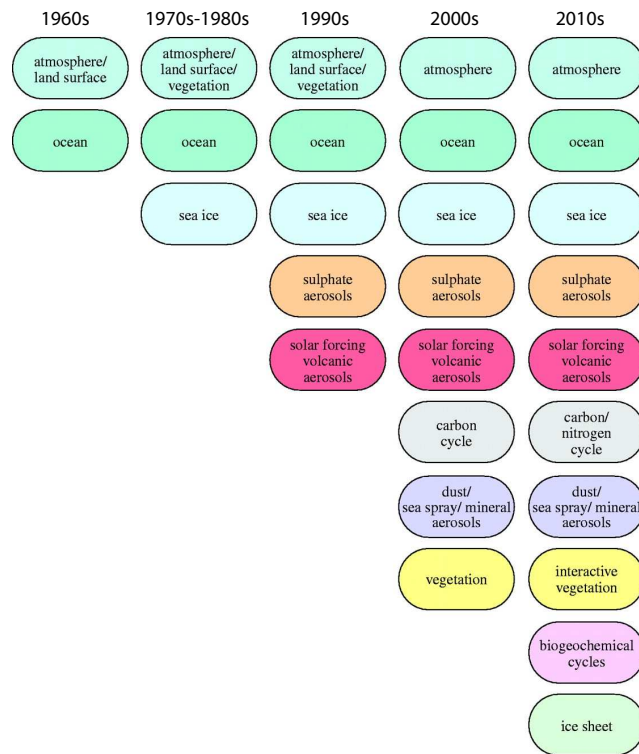 1960s 1970s-1980s 1990s 2000s 2010s
atmosphere/
land surface
atmosphere/
land surface/
vegetation
atmosphere/
land surface/
vegetation
atmosphere
atmosphere
ocean
ocean
ocean
ocean
ocean
sea ice
sea ice
sea ice
sea ice
sulphate
aerosols
sulphate
aerosols
sulphate
aerosols
solar forcing
volcanic
aerosols
solar forcing
volcanic
aerosols
solar forcing
volcanic
aerosols
carbon
cycle
carbon/
nitrogen
cycle
dust/
sea spray/ mineral
aerosols
dust/
sea spray/ mineral
aerosols
vegetation
interactive
vegetation
biogeochemical
cycles
ice sheet